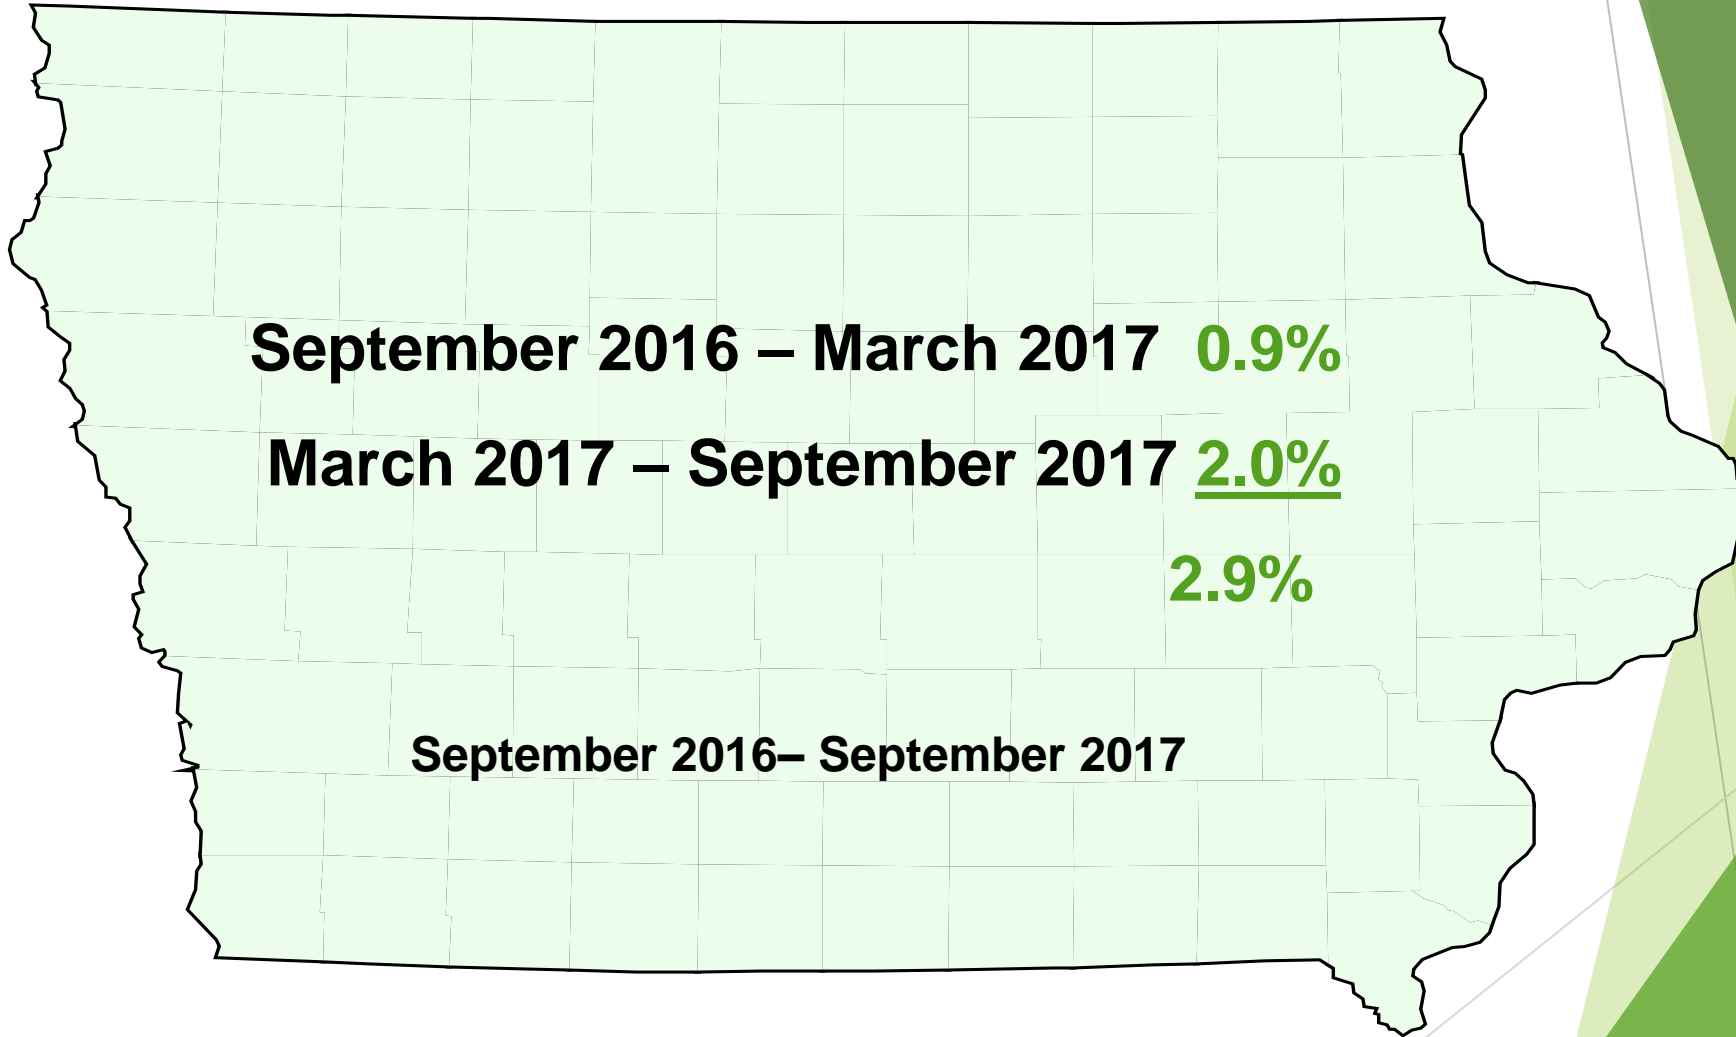 September 2016 – March 2017 0.9%
March 2017 – September 2017 2.0%
2.9%
September 2016– September 2017